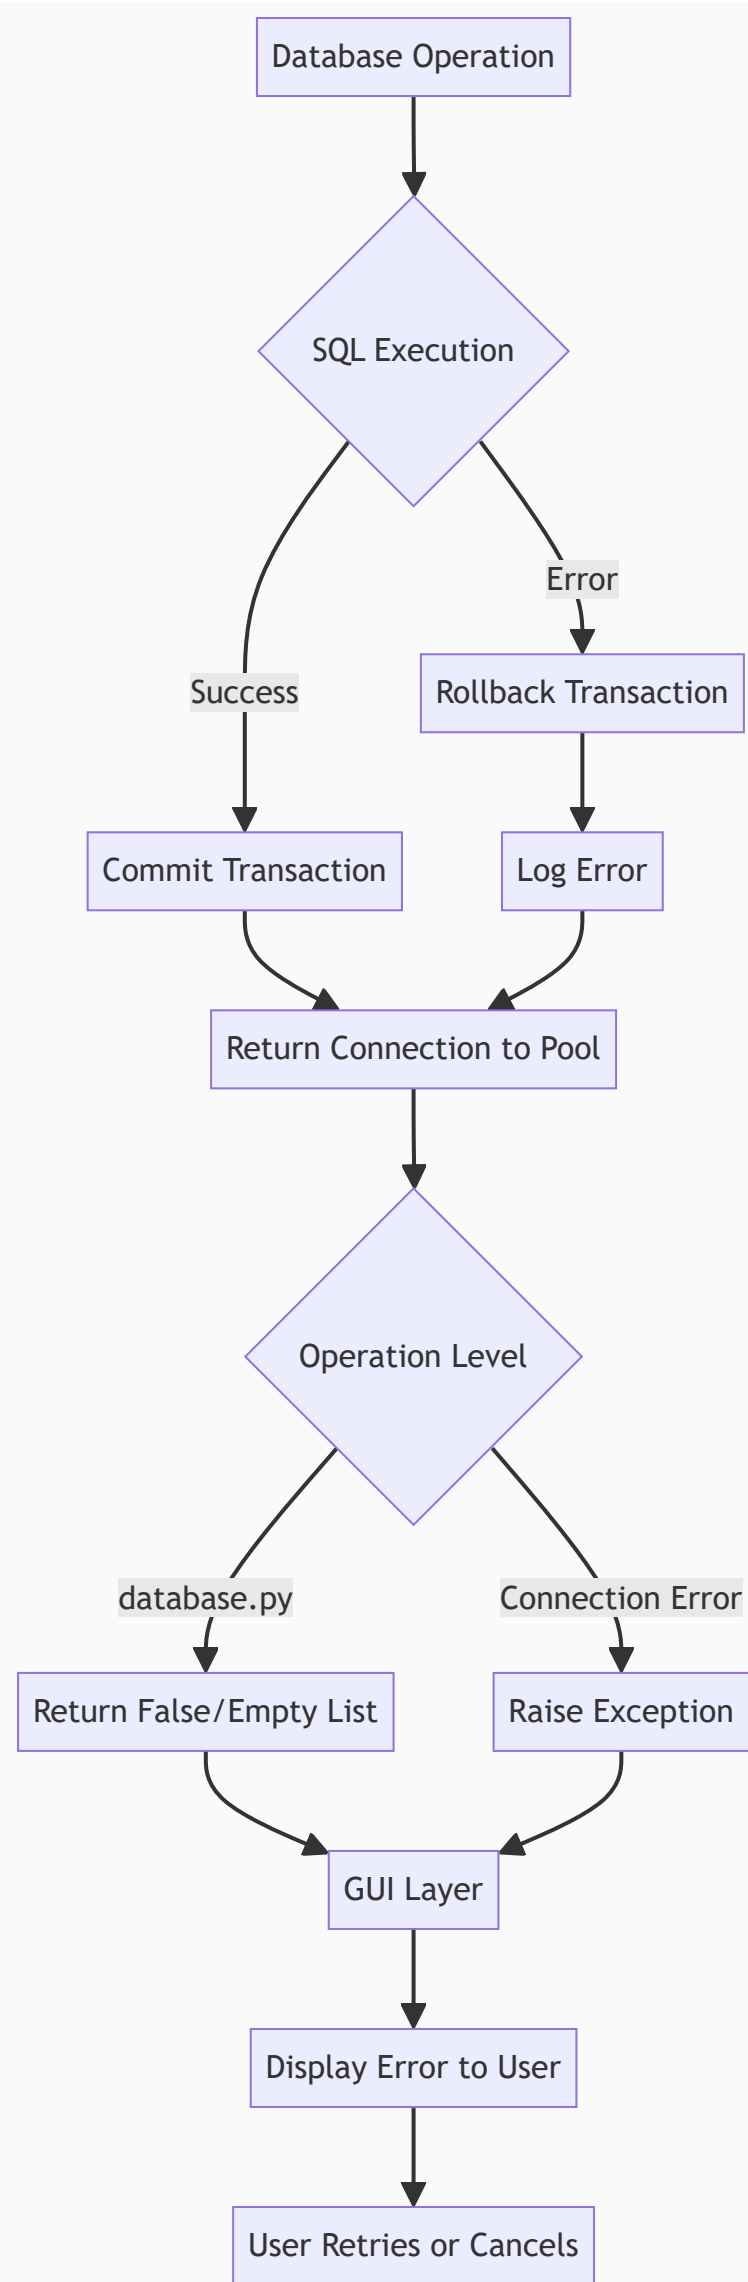 Database Operation
SQL Execution
Error
Success
Rollback Transaction
Commit Transaction
Log Error
Return Connection to Pool
Operation Level
database.py
Connection Error
Return False/Empty List
Raise Exception
GUI Layer
Display Error to User
User Retries or Cancels